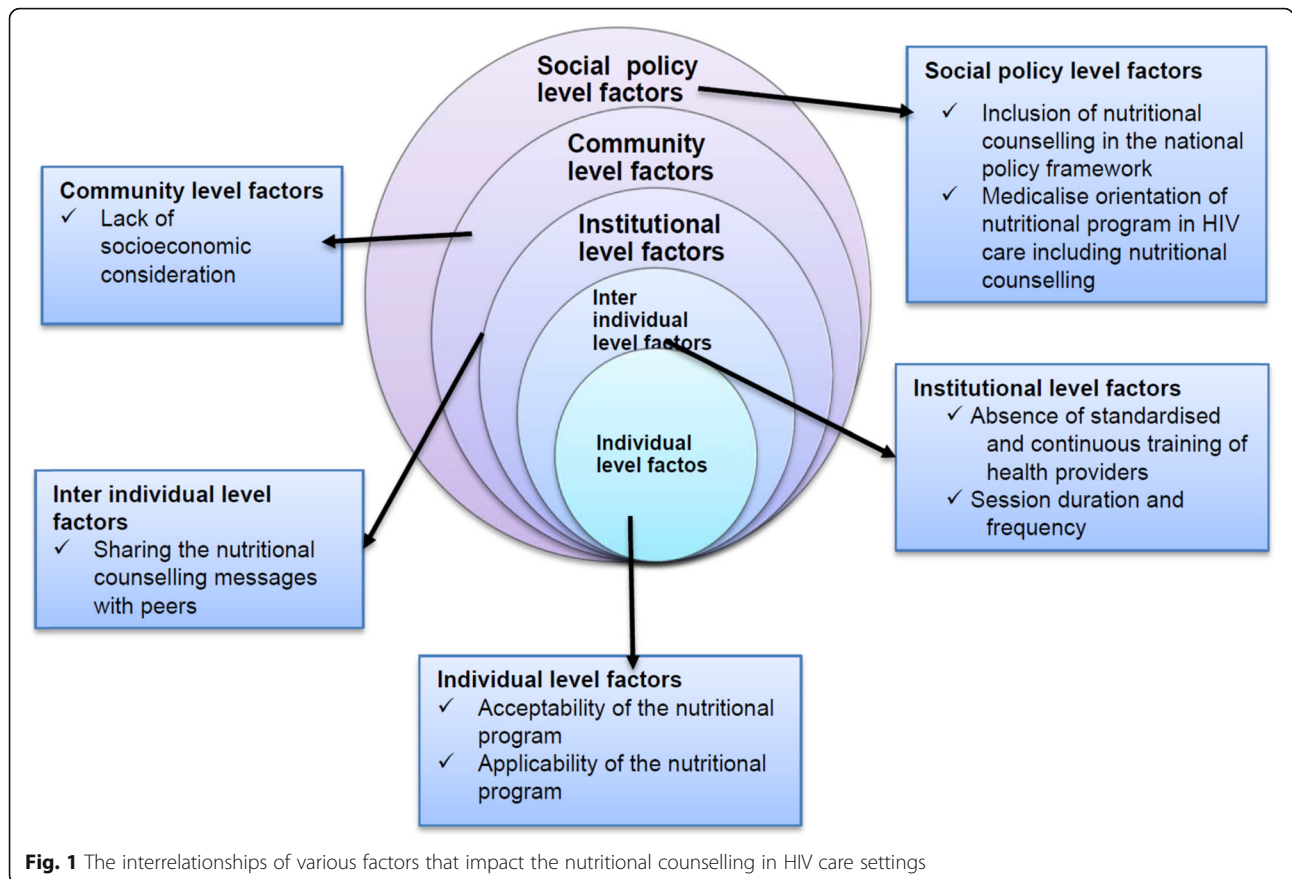 Social policy
level factors
Community
level factors
Institutional
level factors
Inter
individual
level factors
Individual
level factos
Social policy level factors
✓ Inclusion of nutritional
counselling in the national
policy framework
✓ Medicalise orientation of
nutritional program in HIV
care including nutritional
counselling
Community level factors
✓ Lack of
socioeconomic
consideration
Institutional level factors
✓ Absence of standardised
and continuous training of
health providers
✓ Session duration and
frequency
Inter individual level
factors
✓ Sharing the nutritional
counselling messages
with peers
Individual level factors
✓ Acceptability of the nutritional
program
✓ Applicability of the nutritional
program
Fig. 1 The interrelationships of various factors that impact the nutritional counselling in HIV care settings